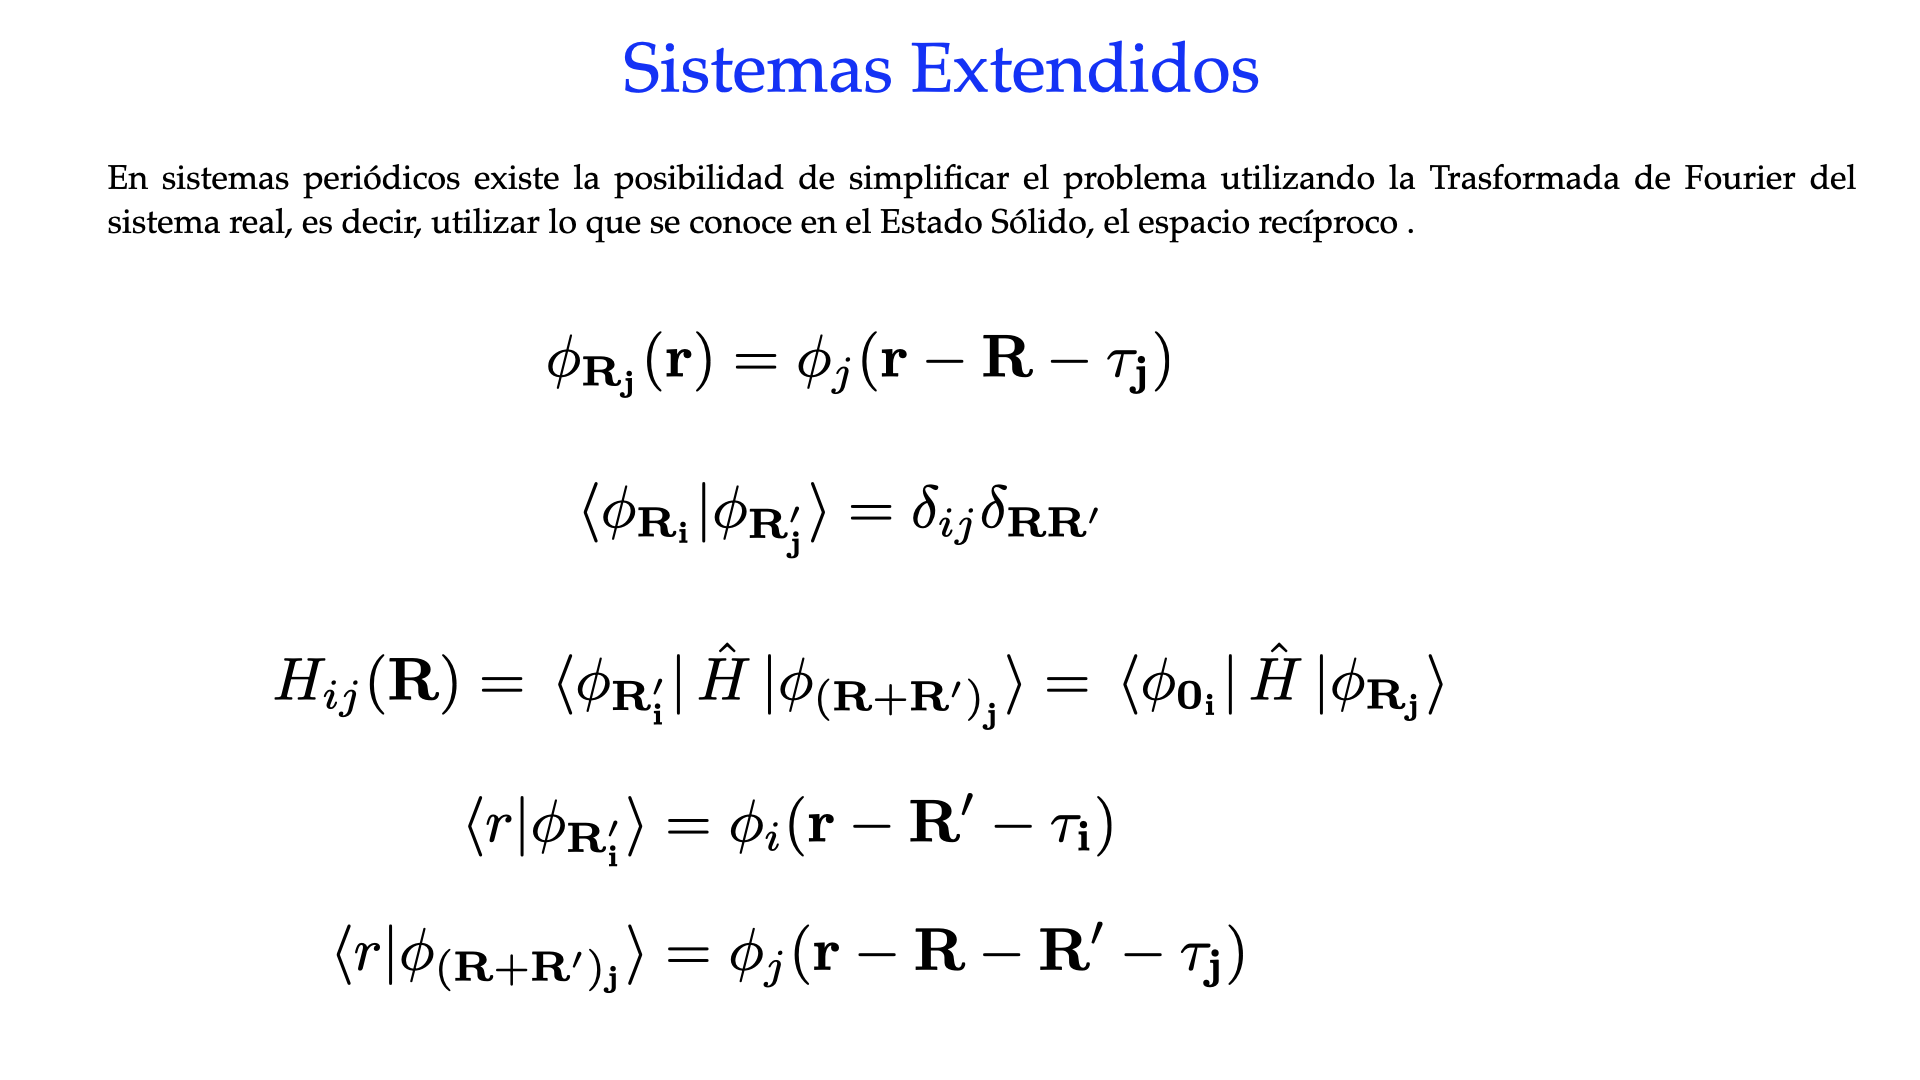 Sistemas Extendidos
En sistemas periódicos existe la posibilidad de simplificar el problema utilizando la Trasformada de Fourier del
sistema real, es decir, utilizar lo que se conoce en el Estado Sólido, el espacio recíproco .
$\phi_{\mathbf{R_j}}(\mathbf{r}) = \phi_j(\mathbf{r} - \mathbf{R} - \tau_{\mathbf{j}})$
$\langle \phi_{\mathbf{R_i}} | \phi_{\mathbf{R'_j}} \rangle = \delta_{ij} \delta_{\mathbf{RR'}}$
$H_{ij}(\mathbf{R}) = \langle \phi_{\mathbf{R'_i}} | \hat{H} | \phi_{(\mathbf{R}+\mathbf{R'})_{\mathbf{j}}} \rangle = \langle \phi_{\mathbf{0_i}} | \hat{H} | \phi_{\mathbf{R_j}} \rangle$
$\langle r | \phi_{\mathbf{R'_i}} \rangle = \phi_i(\mathbf{r} - \mathbf{R'} - \tau_{\mathbf{i}})$
$\langle r | \phi_{(\mathbf{R}+\mathbf{R'})_{\mathbf{j}}} \rangle = \phi_j(\mathbf{r} - \mathbf{R} - \mathbf{R'} - \tau_{\mathbf{j}})$